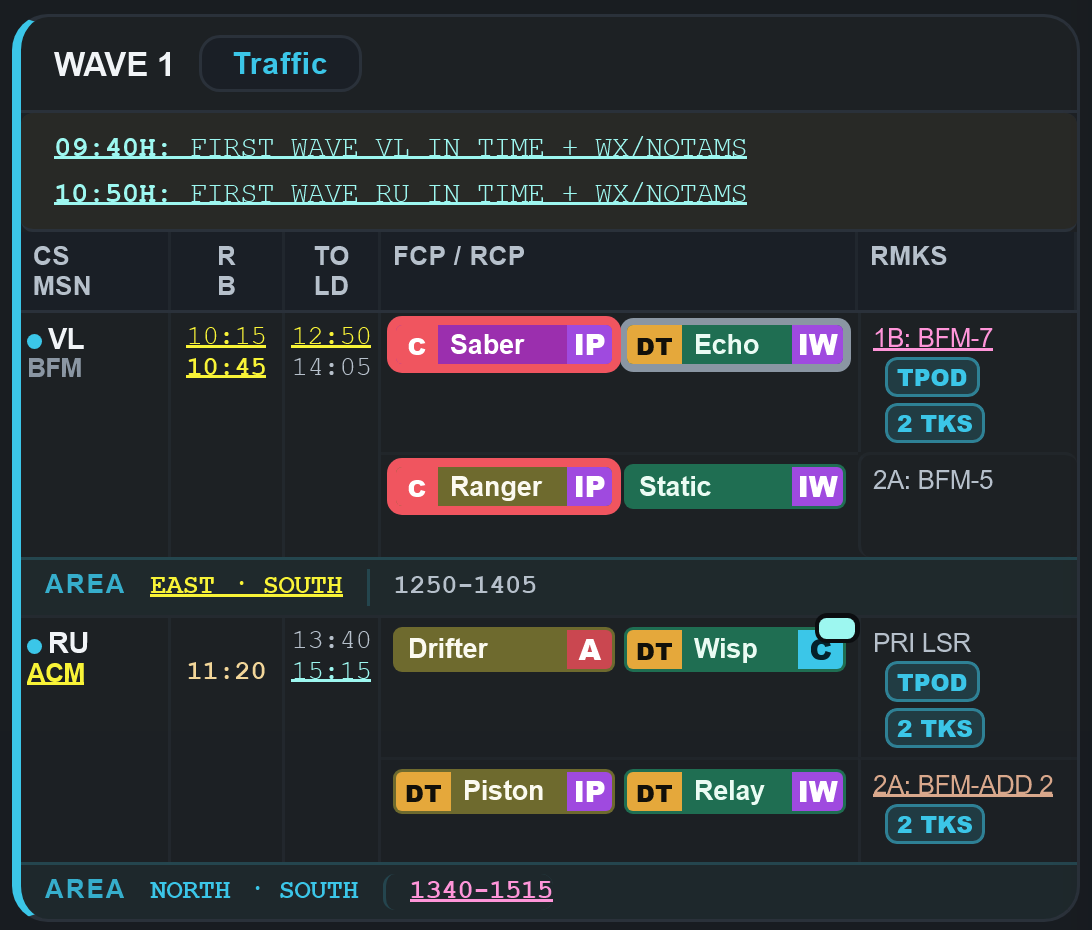 WAVE 1 Traffic
09:40H: FIRST WAVE VL IN TIME + WX/NOTAMS
10:50H: FIRST WAVE RU IN TIME + WX/NOTAMS
CS R TO FCP / RCP RMKS
MSN B LD
VL 10:15 12:50 C Saber IP DT Echo IW 1B: BFM-7
BFM 10:45 14:05 TPOD
2 TKS
C Ranger IP Static IW 2A: BFM-5
AREA EAST · SOUTH 1250-1405
RU 13:40 Drifter A DT Wisp C PRI LSR
ACM 11:20 15:15 TPOD
2 TKS
DT Piston IP DT Relay IW 2A: BFM-ADD 2
2 TKS
AREA NORTH · SOUTH 1340-1515